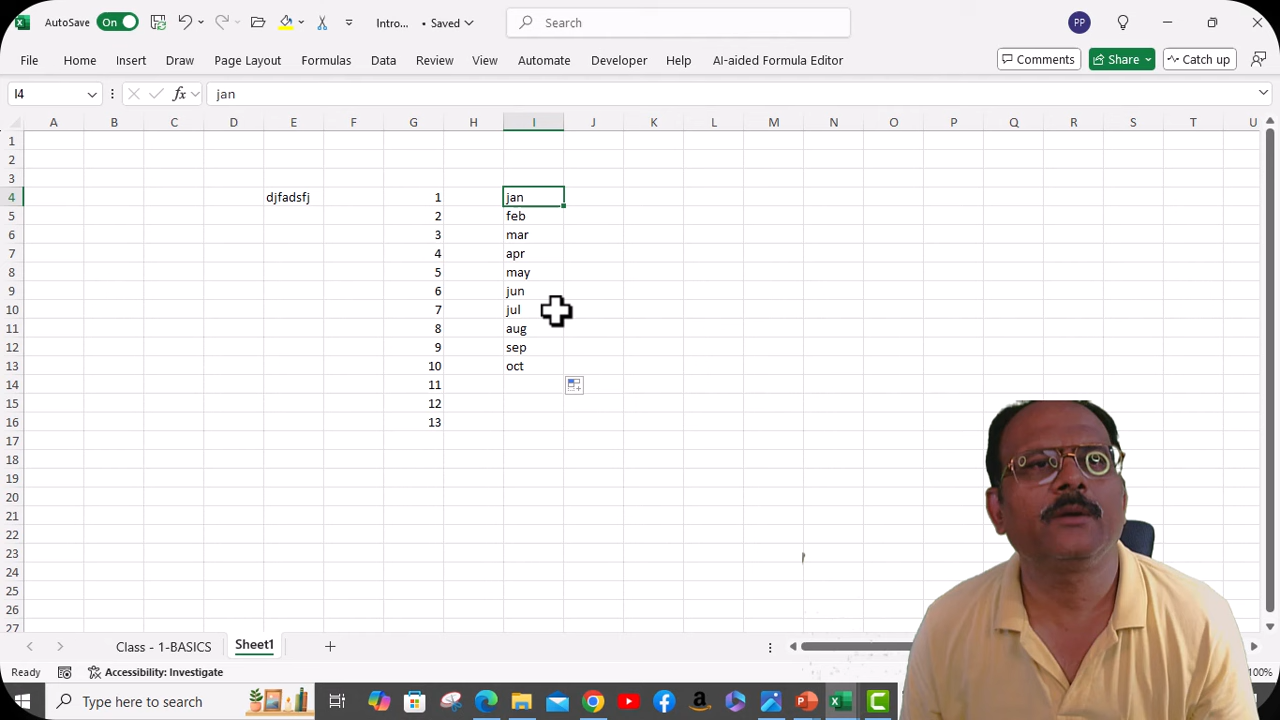 AutoSave On Intro... • Saved Search PP
File Home Insert Draw Page Layout Formulas Data Review View Automate Developer Help AI-aided Formula Editor Comments Share Catch up
I4 fx jan
A B C D E F G H I J K L M N O P Q R S T U
1
2
3
4 djfadsfj 1 jan
5 2 feb
6 3 mar
7 4 apr
8 5 may
9 6 jun
10 7 jul
11 8 aug
12 9 sep
13 10 oct
14 11
15 12
16 13
17
18
19
20
21
22
23
24
25
26
27
Class - 1-BASICS Sheet1
Ready Accessibility: Investigate 100%
Type here to search